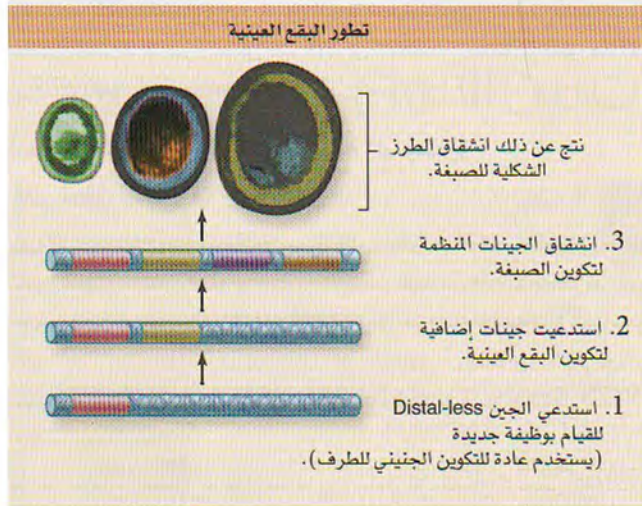 تطور البقع العينية
نتج عن ذلك انشقاق الطرز
الشكلية للصبغة.
3. انشقاق الجينات المنظمة
لتكوين الصبغة.
2. استدعيت جينات إضافية
لتكوين البقع العينية.
1. استدعي الجين Distal-less
للقيام بوظيفة جديدة
(يستخدم عادة للتكوين الجنيني للطرف).